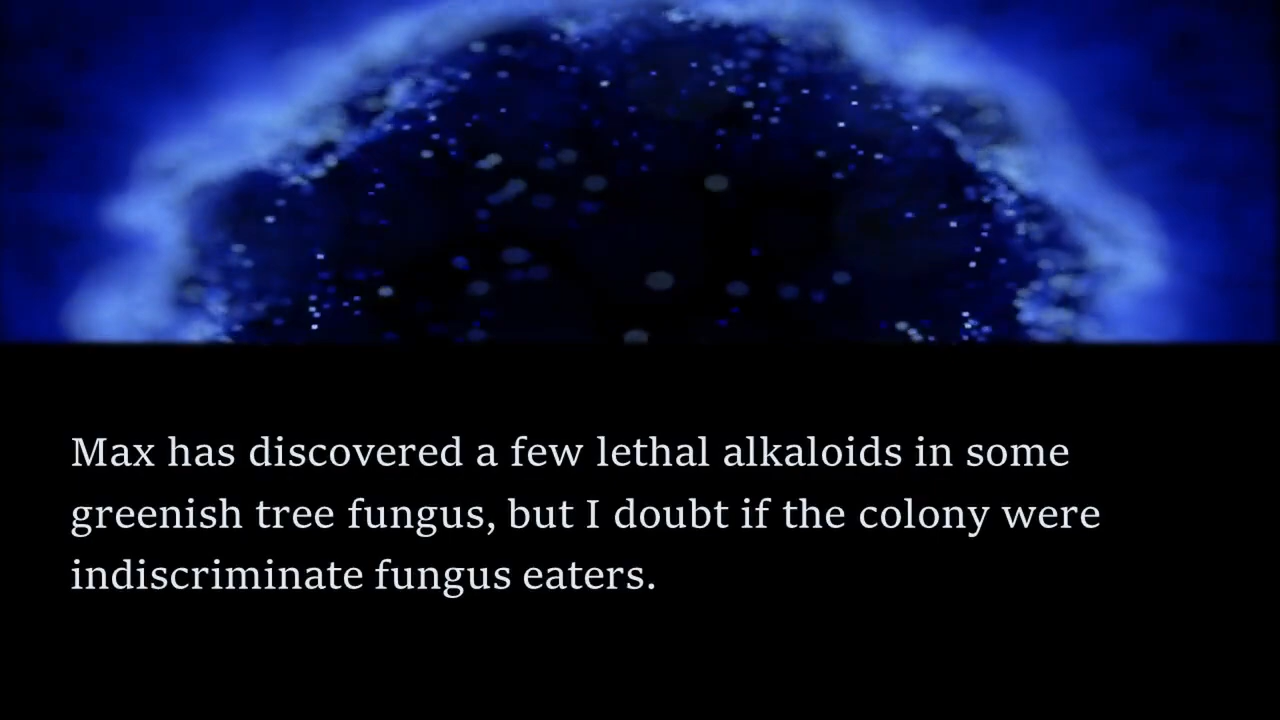 Max has discovered a few lethal alkaloids in some
greenish tree fungus, but I doubt if the colony were
indiscriminate fungus eaters.